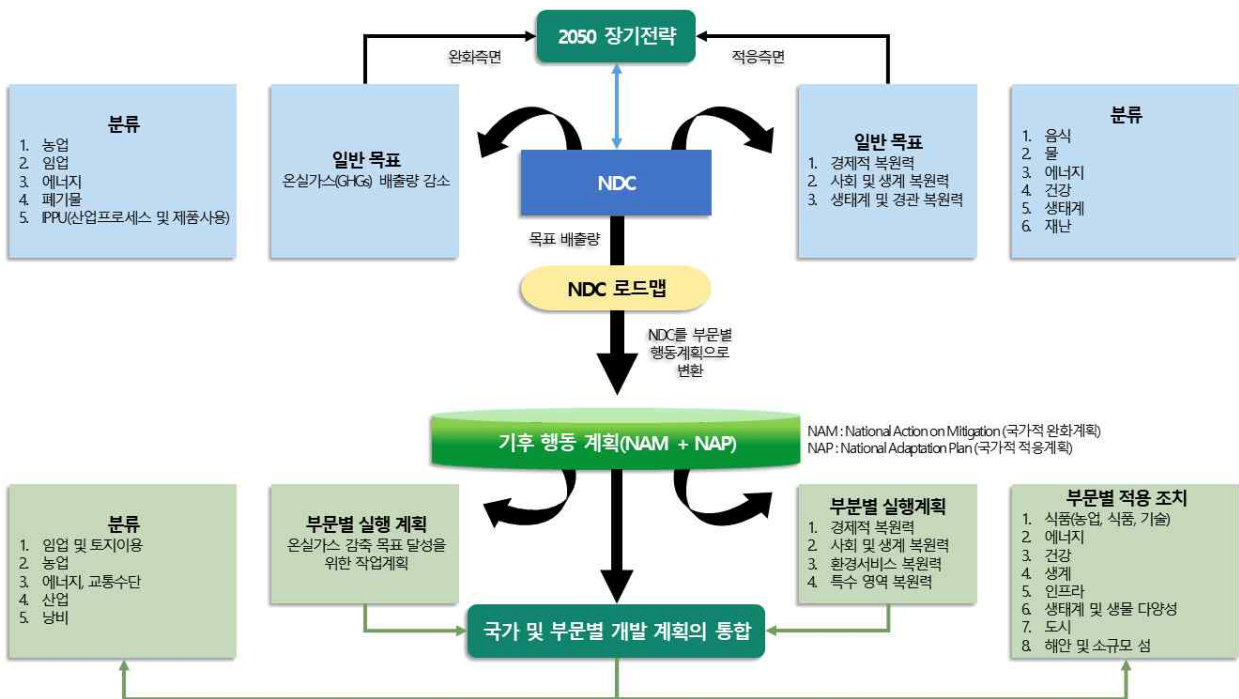 2050 장기전략
완화측면
적응측면
분류
1. 농업
2. 임업
3. 에너지
4. 폐기물
5. IPPU(산업프로세스 및 제품사용)
일반 목표
온실가스(GHGs) 배출량 감소
NDC
일반 목표
1. 경제적 복원력
2. 사회 및 생계 복원력
3. 생태계 및 경관 복원력
분류
1. 음식
2. 물
3. 에너지
4. 건강
5. 생태계
6. 재난
목표 배출량
NDC 로드맵
NDC를 부문별
행동계획으로
변환
기후 행동 계획(NAM + NAP)
NAM : National Action on Mitigation (국가적 완화계획)
NAP : National Adaptation Plan (국가적 적응계획)
분류
1. 임업 및 토지이용
2. 농업
3. 에너지, 교통수단
4. 산업
5. 낭비
부문별 실행 계획
온실가스 감축 목표 달성을
위한 작업계획
부분별 실행계획
1. 경제적 복원력
2. 사회 및 생계 복원력
3. 환경서비스 복원력
4. 특수 영역 복원력
부문별 적용 조치
1. 식품(농업, 식품, 기술)
2. 에너지
3. 건강
4. 생계
5. 인프라
6. 생태계 및 생물 다양성
7. 도시
8. 해안 및 소규모 섬
국가 및 부문별 개발 계획의 통합